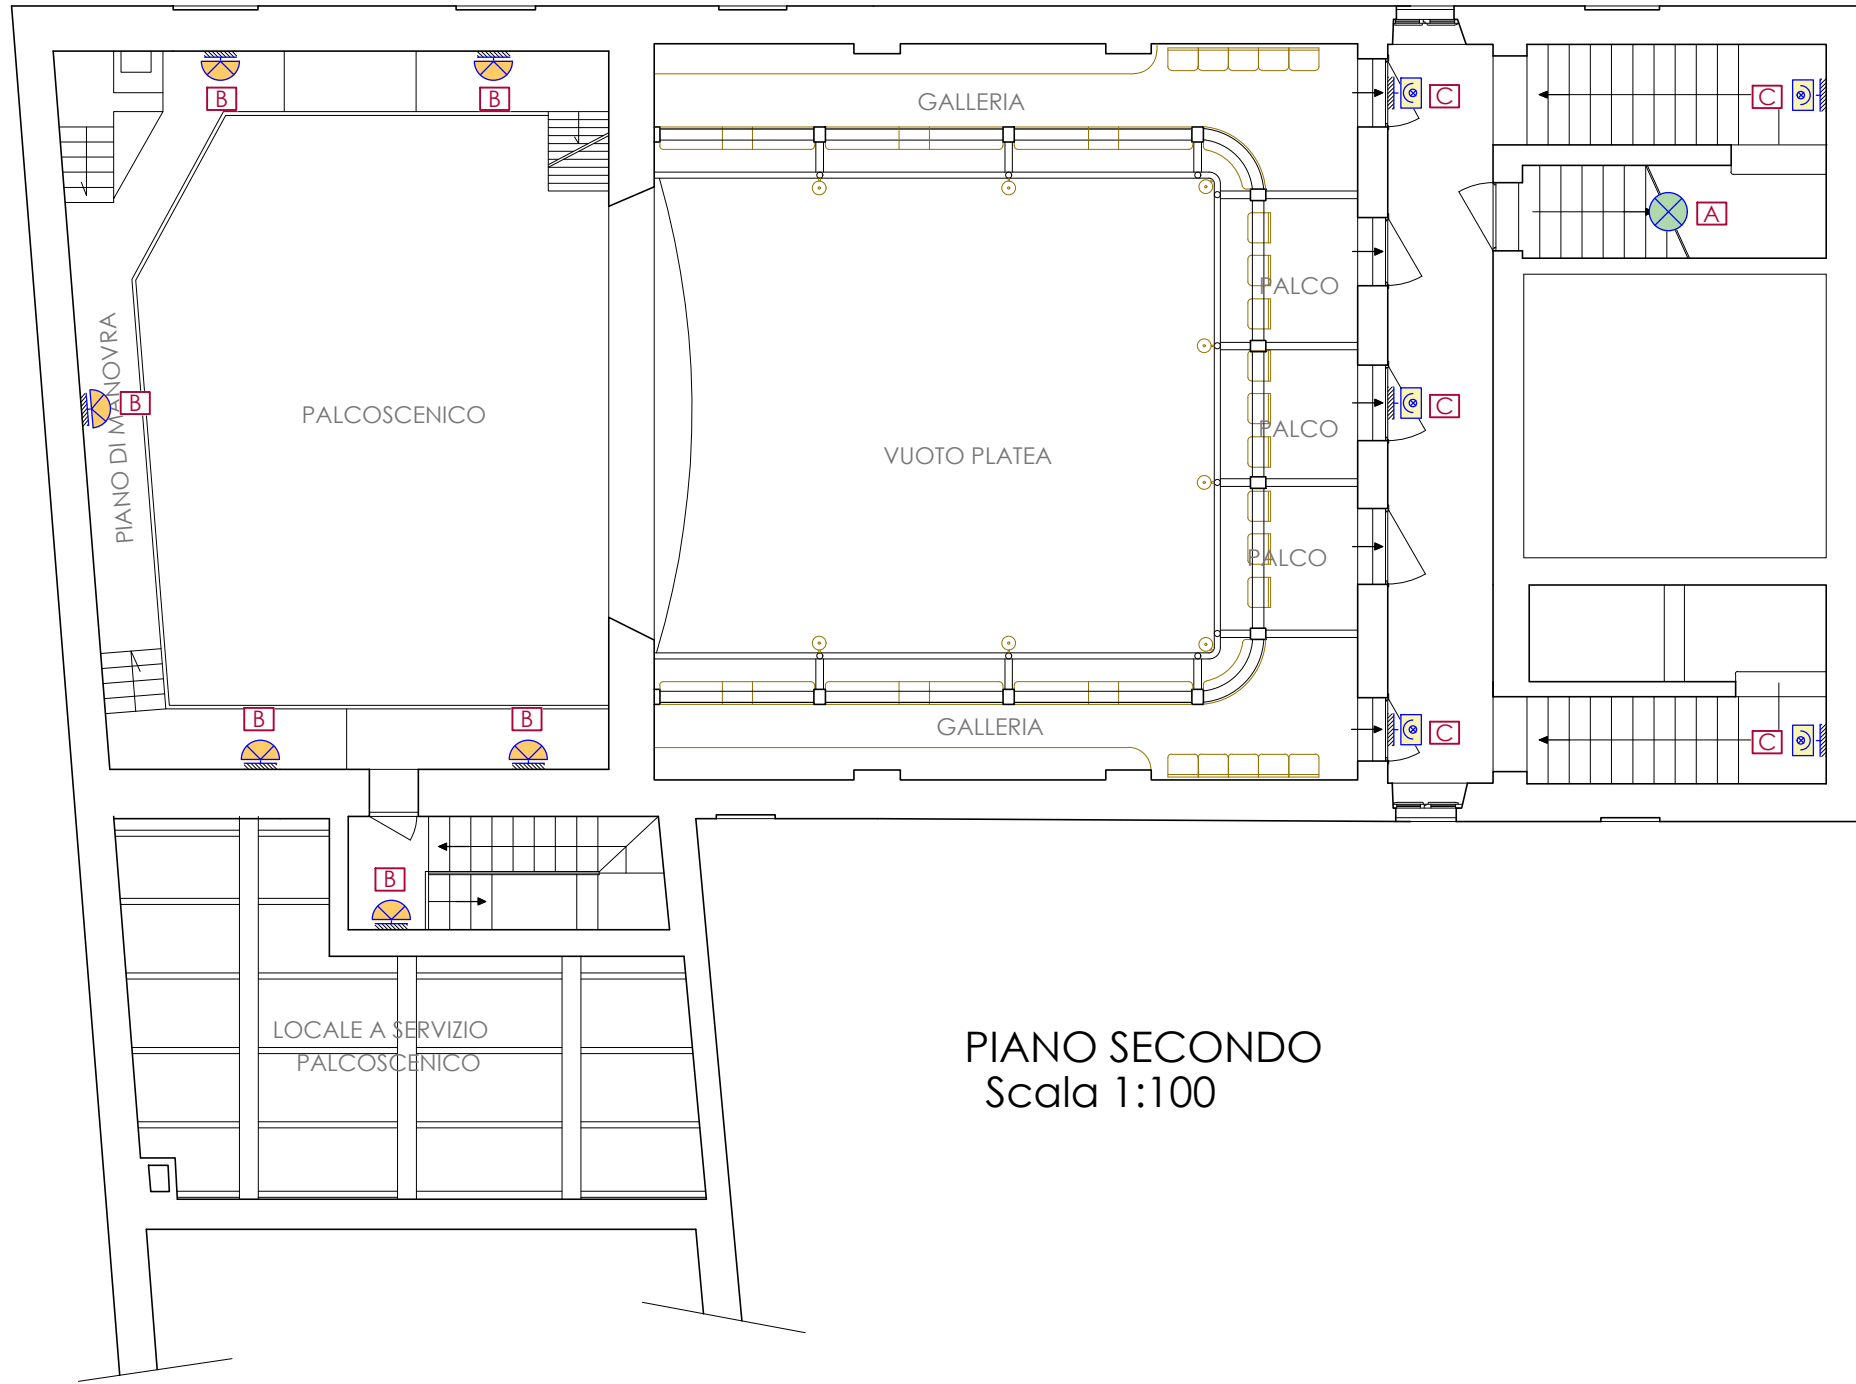 B
B
GALLERIA
C
C
A
PALCO
PIANO DI MANOVRA
B
PALCOSCENICO
VUOTO PLATEA
PALCO
C
PALCO
B
B
GALLERIA
C
C
B
LOCALE A SERVIZIO
PALCOSCENICO
PIANO SECONDO
Scala 1:100